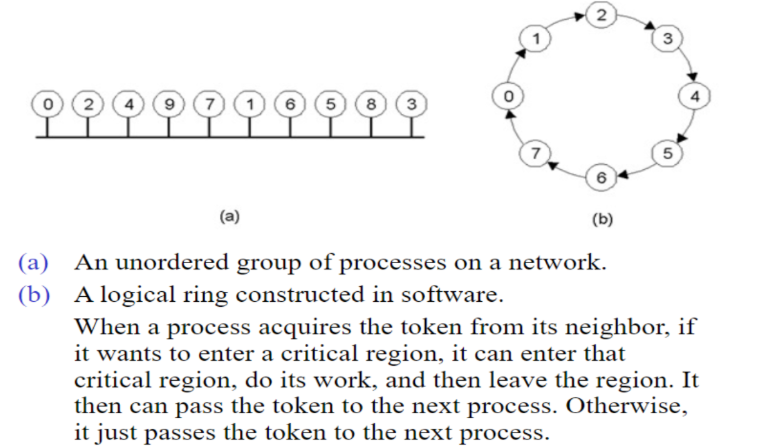 0 2 4 9 7 1 6 5 8 3
(a)
2
1 3
0 4
7 5
6
(b)
(a) An unordered group of processes on a network.
(b) A logical ring constructed in software.
When a process acquires the token from its neighbor, if
it wants to enter a critical region, it can enter that
critical region, do its work, and then leave the region. It
then can pass the token to the next process. Otherwise,
it just passes the token to the next process.